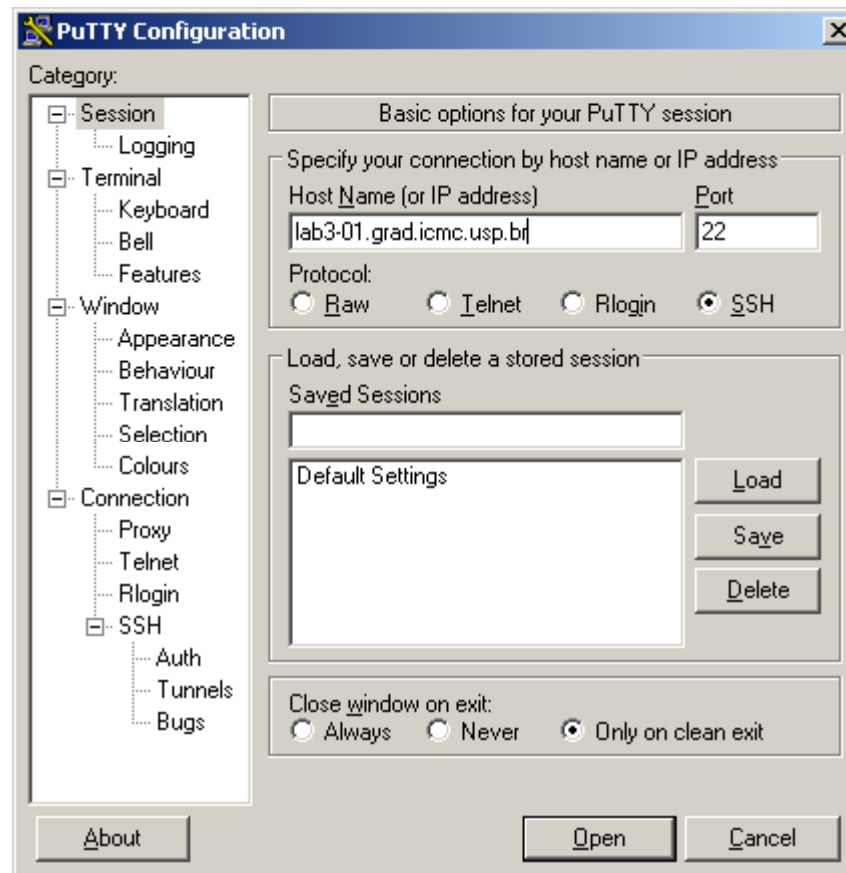 PuTTY Configuration
Category:
Session
Logging
Terminal
Keyboard
Bell
Features
Window
Appearance
Behaviour
Translation
Selection
Colours
Connection
Proxy
Telnet
Rlogin
SSH
Auth
Tunnels
Bugs
Basic options for your PuTTY session
Specify your connection by host name or IP address
Host Name (or IP address) Port
lab3-01.grad.icmc.usp.br 22
Protocol:
Raw Telnet Rlogin SSH
Load, save or delete a stored session
Saved Sessions
Default Settings
Load
Save
Delete
Close window on exit:
Always Never Only on clean exit
About Open Cancel